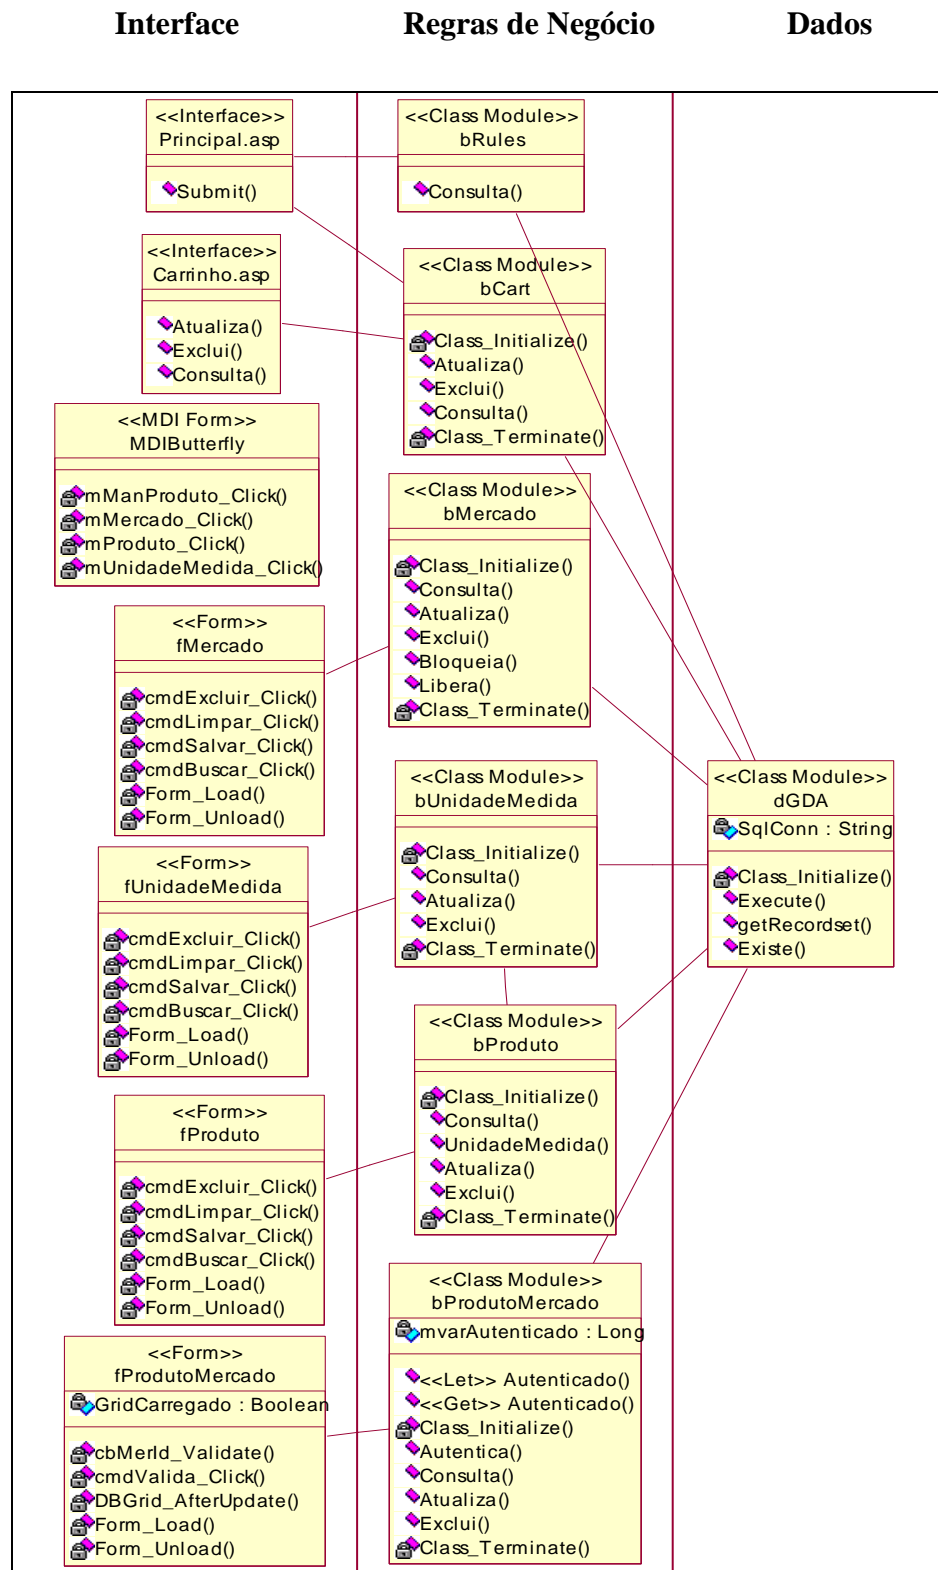 Interface
Regras de Negócio
Dados
<<Interface>>
Principal.asp
Submit()
<<Interface>>
Carrinho.asp
Atualiza()
Exclui()
Consulta()
<<MDI Form>>
MDIButterfly
mManProduto_Click()
mMercado_Click()
mProduto_Click()
mUnidadeMedida_Click()
<<Form>>
fMercado
cmdExcluir_Click()
cmdLimpar_Click()
cmdSalvar_Click()
cmdBuscar_Click()
Form_Load()
Form_Unload()
<<Form>>
fUnidadeMedida
cmdExcluir_Click()
cmdLimpar_Click()
cmdSalvar_Click()
cmdBuscar_Click()
Form_Load()
Form_Unload()
<<Form>>
fProduto
cmdExcluir_Click()
cmdLimpar_Click()
cmdSalvar_Click()
cmdBuscar_Click()
Form_Load()
Form_Unload()
<<Form>>
fProdutoMercado
GridCarregado : Boolean
cbMerId_Validate()
cmdValida_Click()
DBGrid_AfterUpdate()
Form_Load()
Form_Unload()
<<Class Module>>
bRules
Consulta()
<<Class Module>>
bCart
Class_Initialize()
Atualiza()
Exclui()
Consulta()
Class_Terminate()
<<Class Module>>
bMercado
Class_Initialize()
Consulta()
Atualiza()
Exclui()
Bloqueia()
Libera()
Class_Terminate()
<<Class Module>>
bUnidadeMedida
Class_Initialize()
Consulta()
Atualiza()
Exclui()
Class_Terminate()
<<Class Module>>
bProduto
Class_Initialize()
Consulta()
UnidadeMedida()
Atualiza()
Exclui()
Class_Terminate()
<<Class Module>>
bProdutoMercado
mvarAutenticado : Long
<<Let>> Autenticado()
<<Get>> Autenticado()
Class_Initialize()
Autentica()
Consulta()
Atualiza()
Exclui()
Class_Terminate()
<<Class Module>>
dGDA
SqlConn : String
Class_Initialize()
Execute()
getRecordset()
Existe()